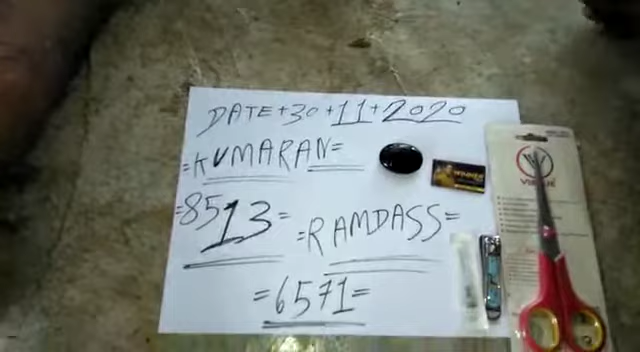 DATE+30+11+2020
=KUMARAN=
=8513=
=RAMDASS=
=6571=